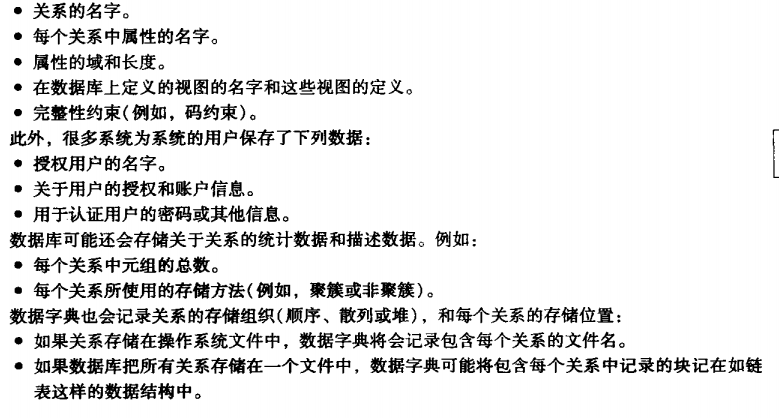 ● 关系的名字。
● 每个关系中属性的名字。
● 属性的域和长度。
● 在数据库上定义的视图的名字和这些视图的定义。
● 完整性约束(例如，码约束)。
此外，很多系统为系统的用户保存了下列数据：
● 授权用户的名字。
● 关于用户的授权和账户信息。
● 用于认证用户的密码或其他信息。
数据库可能还会存储关于关系的统计数据和描述数据。例如：
● 每个关系中元组的总数。
● 每个关系所使用的存储方法(例如，聚簇或非聚簇)。
数据字典也会记录关系的存储组织(顺序、散列或堆)，和每个关系的存储位置：
● 如果关系存储在操作系统文件中，数据字典将会记录包含每个关系的文件名。
● 如果数据库把所有关系存储在一个文件中，数据字典可能将包含每个关系中记录的块记在如链
表这样的数据结构中。